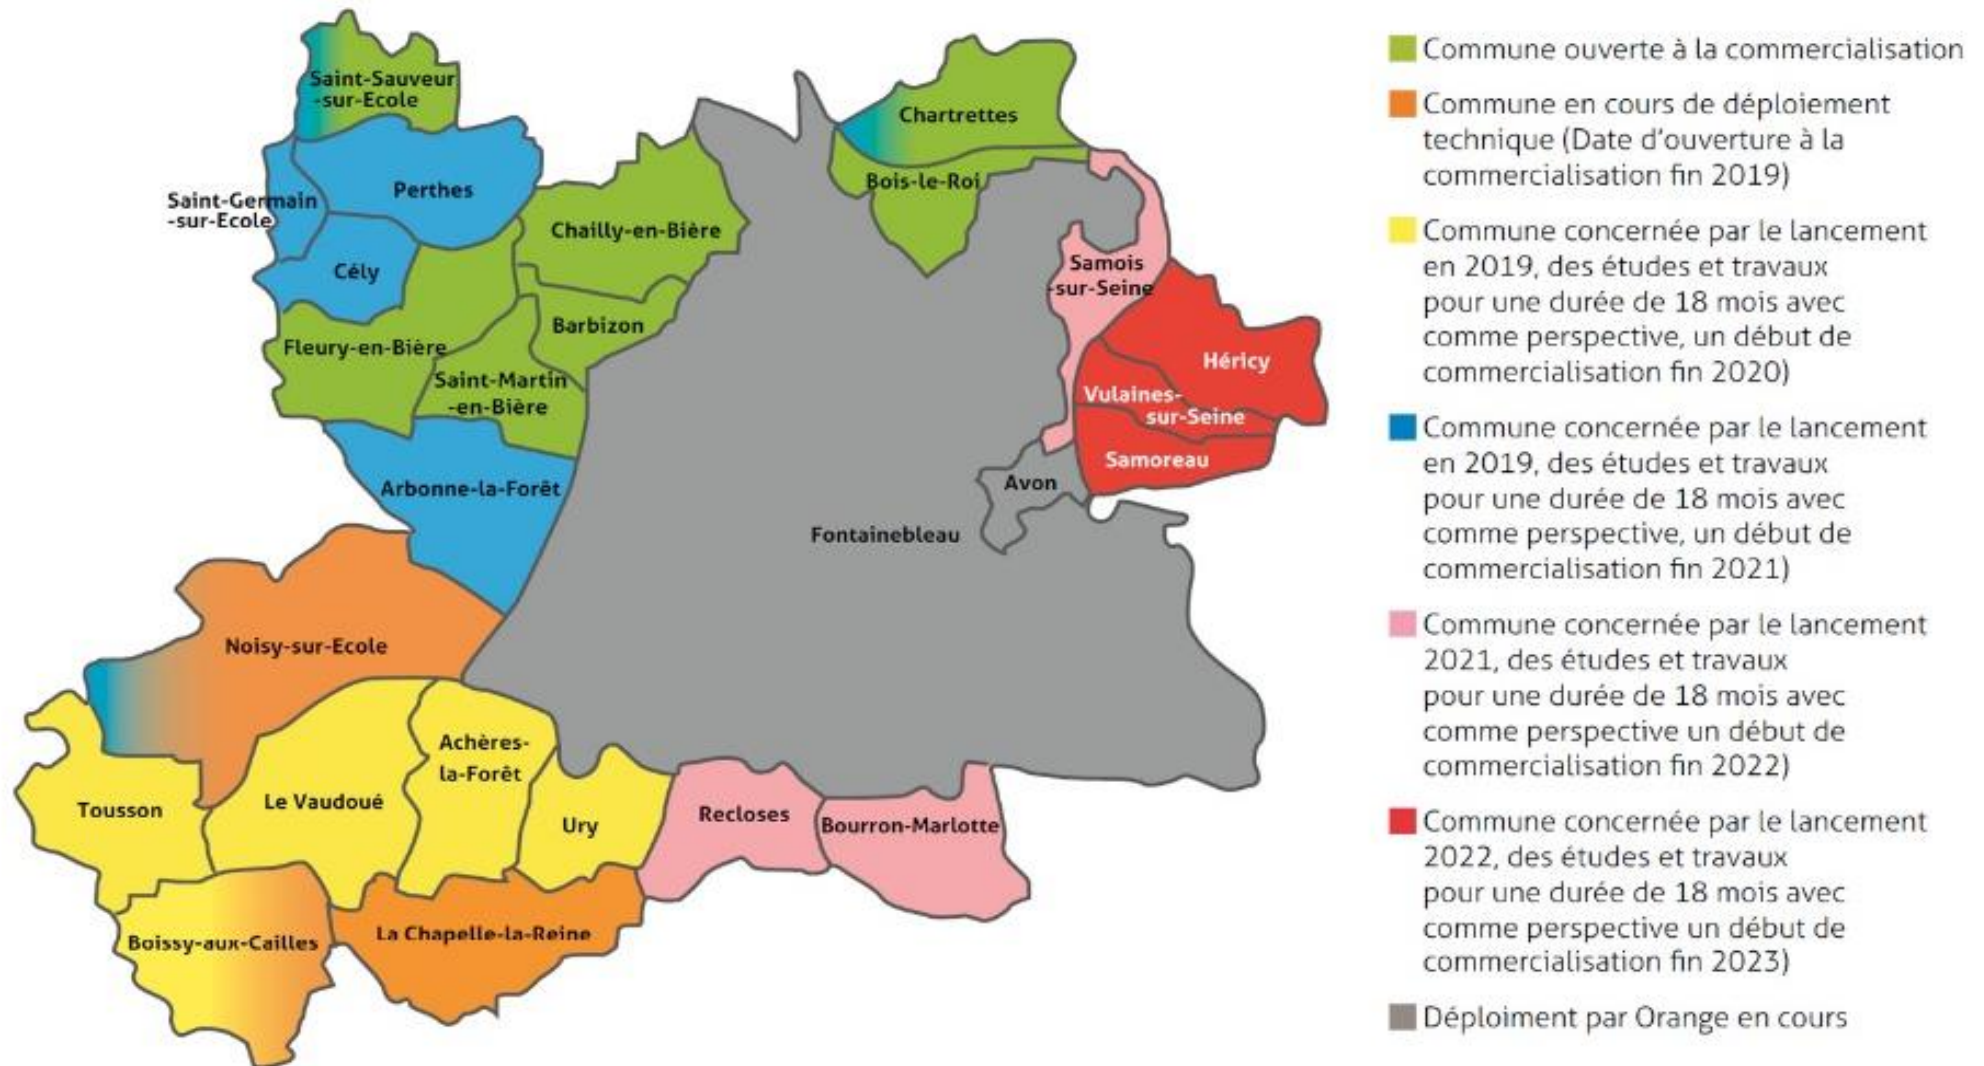 Saint-Sauveur
-sur-Ecole
Chartrettes
Perthes
Bois-le-Roi
Saint-Germain
-sur-Ecole
Chailly-en-Bière
Cély
Samois
-sur-Seine
Barbizon
Fleury-en-Bière
Héricy
Saint-Martin
-en-Bière
Vulaines-
sur-Seine
Samoreau
Arbonne-la-Forêt
Avon
Fontainebleau
Noisy-sur-Ecole
Achères-
la-Forêt
Le Vaudoué
Tousson
Ury
Recloses
Bourron-Marlotte
Boissy-aux-Cailles
La Chapelle-la-Reine
Commune ouverte à la commercialisation
Commune en cours de déploiement
technique (Date d'ouverture à la
commercialisation fin 2019)
Commune concernée par le lancement
en 2019, des études et travaux
pour une durée de 18 mois avec
comme perspective, un début de
commercialisation fin 2020)
Commune concernée par le lancement
en 2019, des études et travaux
pour une durée de 18 mois avec
comme perspective, un début de
commercialisation fin 2021)
Commune concernée par le lancement
2021, des études et travaux
pour une durée de 18 mois avec
comme perspective un début de
commercialisation fin 2022)
Commune concernée par le lancement
2022, des études et travaux
pour une durée de 18 mois avec
comme perspective un début de
commercialisation fin 2023)
Déploiment par Orange en cours